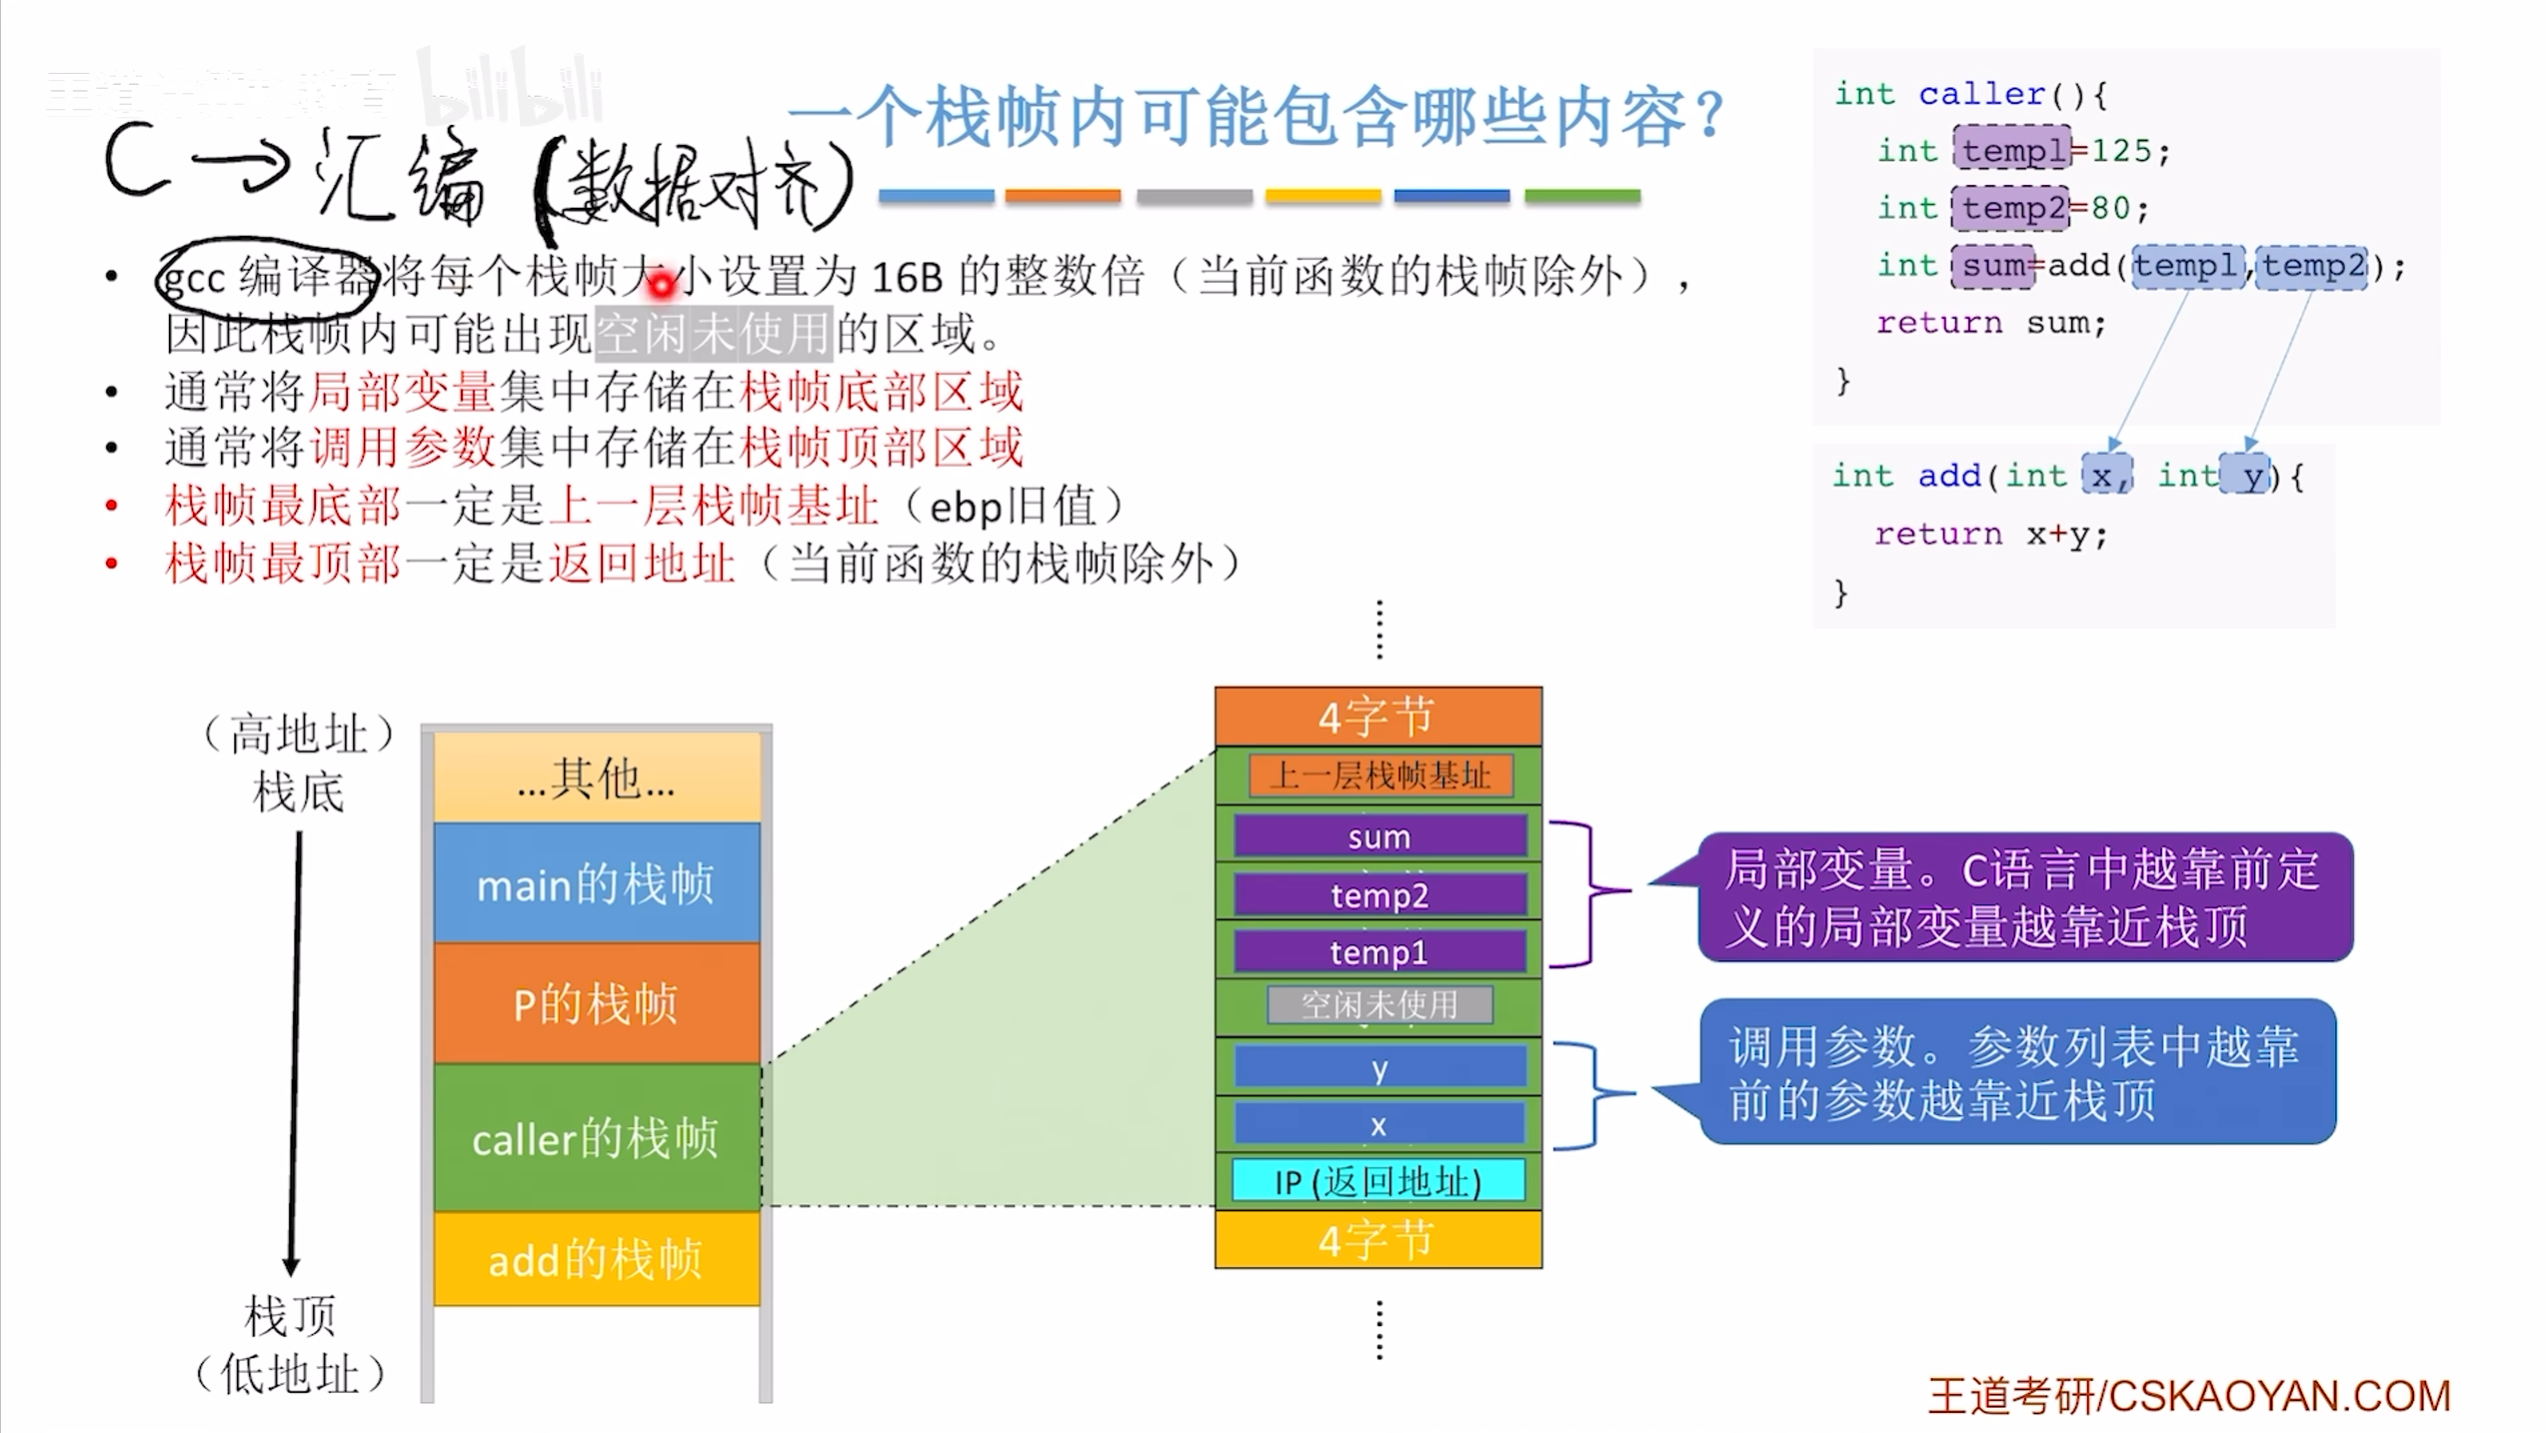 一个栈帧内可能包含哪些内容？
bilibili
C → 汇编（数据对齐）
• gcc 编译器将每个栈帧大小设置为 16B 的整数倍（当前函数的栈帧除外），
因此栈帧内可能出现空闲未使用的区域。
• 通常将局部变量集中存储在栈帧底部区域
• 通常将调用参数集中存储在栈帧顶部区域
• 栈帧最底部一定是上一层栈帧基址（ebp旧值）
• 栈帧最顶部一定是返回地址（当前函数的栈帧除外）
int caller(){
int temp1=125;
int temp2=80;
int sum=add(temp1,temp2);
return sum;
}
int add(int x, int y){
return x+y;
}
（高地址）
栈底
栈顶
（低地址）
...其他...
main的栈帧
P的栈帧
caller的栈帧
add的栈帧
4字节
上一层栈帧基址
sum
temp2
temp1
空闲未使用
y
x
IP (返回地址)
4字节
局部变量。C语言中越靠前定
义的局部变量越靠近栈顶
调用参数。参数列表中越靠
前的参数越靠近栈顶
王道考研/CSKAOYAN.COM